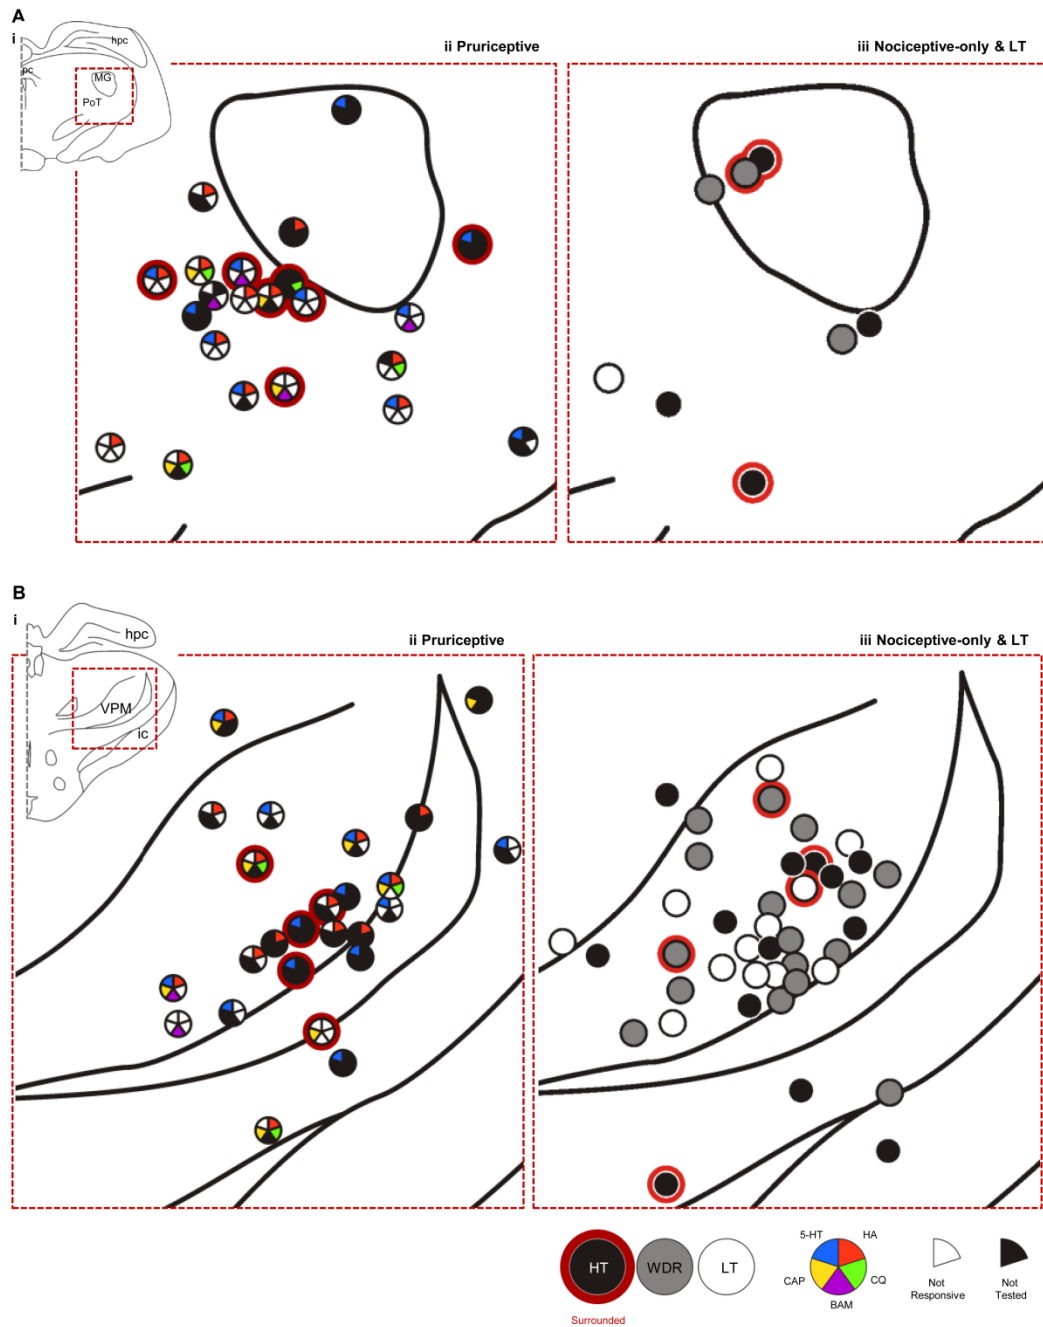 A
i
hpc
pc
MG
PoT
ii Pruriceptive
iii Nociceptive-only & LT
B
i
hpc
VPM
ic
ii Pruriceptive
iii Nociceptive-only & LT
HT
WDR
LT
Surrounded
5-HT
HA
CAP
CQ
BAM
Not
Responsive
Not
Tested